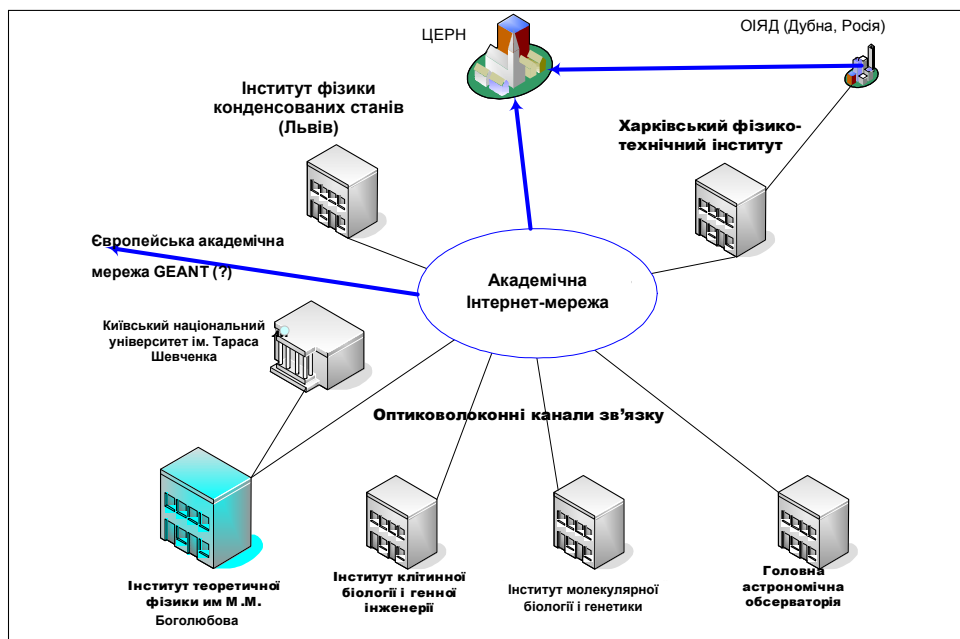 ЦЕРН
ОІЯД (Дубна, Росія)
Інститут фізики
конденсованих станів
(Львів)
Харківський фізико-
технічний інститут
Європейська академічна
мережа GEANT (?)
Академічна
Інтернет-мережа
Київський національний
університет ім. Тараса
Шевченка
Оптиковолоконні канали зв’язку
Інститут теоретичної
фізики им М.М.
Боголюбова
Інститут клітинної
біології і генної
інженерії
Інститут молекулярної
біології і генетики
Головна
астрономічна
обсерваторія